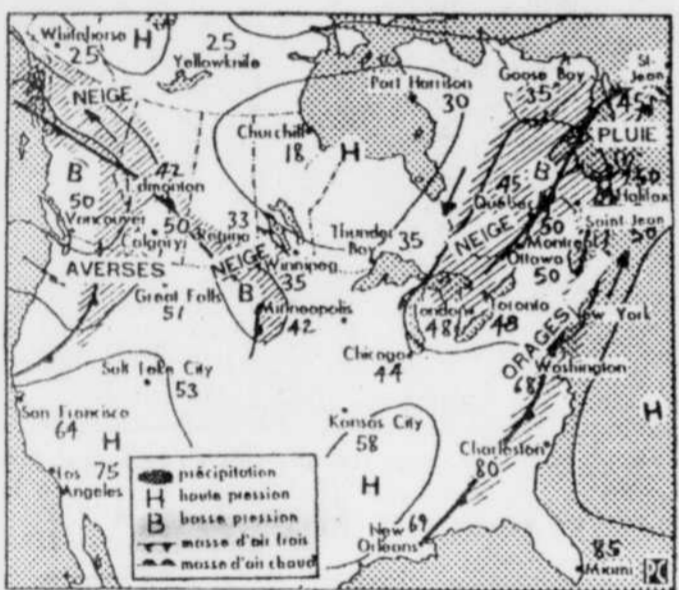 H
Whitehorse
25
25
Yellowknife
NEIGE
Port Harrison
30
Goose Bay
35
St-Jean
45
PLUIE
Churchill
18
H
B
50
Vancouver
42
Edmonton
50
Calgary
33
Regina
NEIGE
Winnipeg
35
Thunder Bay
35
45
Québec
NEIGE
B
50
Montréal
Ottawa
50
50
Halifax
Saint-Jean
50
AVERSES
Great Falls
51
B
Minneapolis
42
London
48
Toronto
48
New York
ORAGES
Chicago
44
Washington
68
Salt Lake City
53
San Francisco
64
H
Los Angeles
75
Kansas City
58
H
Charleston
80
H
New Orleans
69
85
Miami
PC
précipitation
H haute pression
B basse pression
masse d'air frais
masse d'air chaud